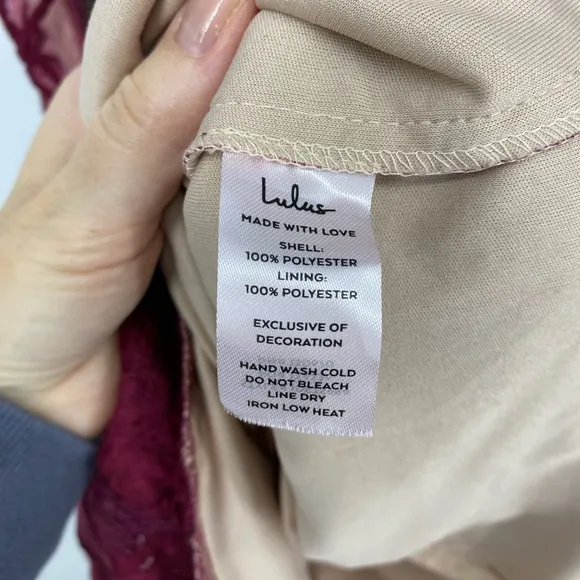 Lulus
MADE WITH LOVE
SHELL:
100% POLYESTER
LINING:
100% POLYESTER
EXCLUSIVE OF
DECORATION
HAND WASH COLD
DO NOT BLEACH
LINE DRY
IRON LOW HEAT